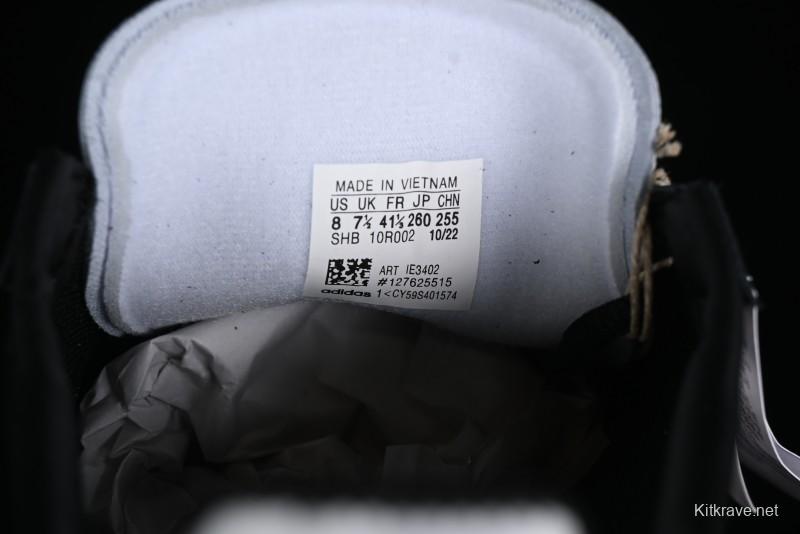 MADE IN VIETNAM
US UK FR JP CHN
8 7½ 41⅓ 260 255
SHB 10R002 10/22
ART IE3402
#127625515
adidas 1<CY59S401574
Kitkrave.net